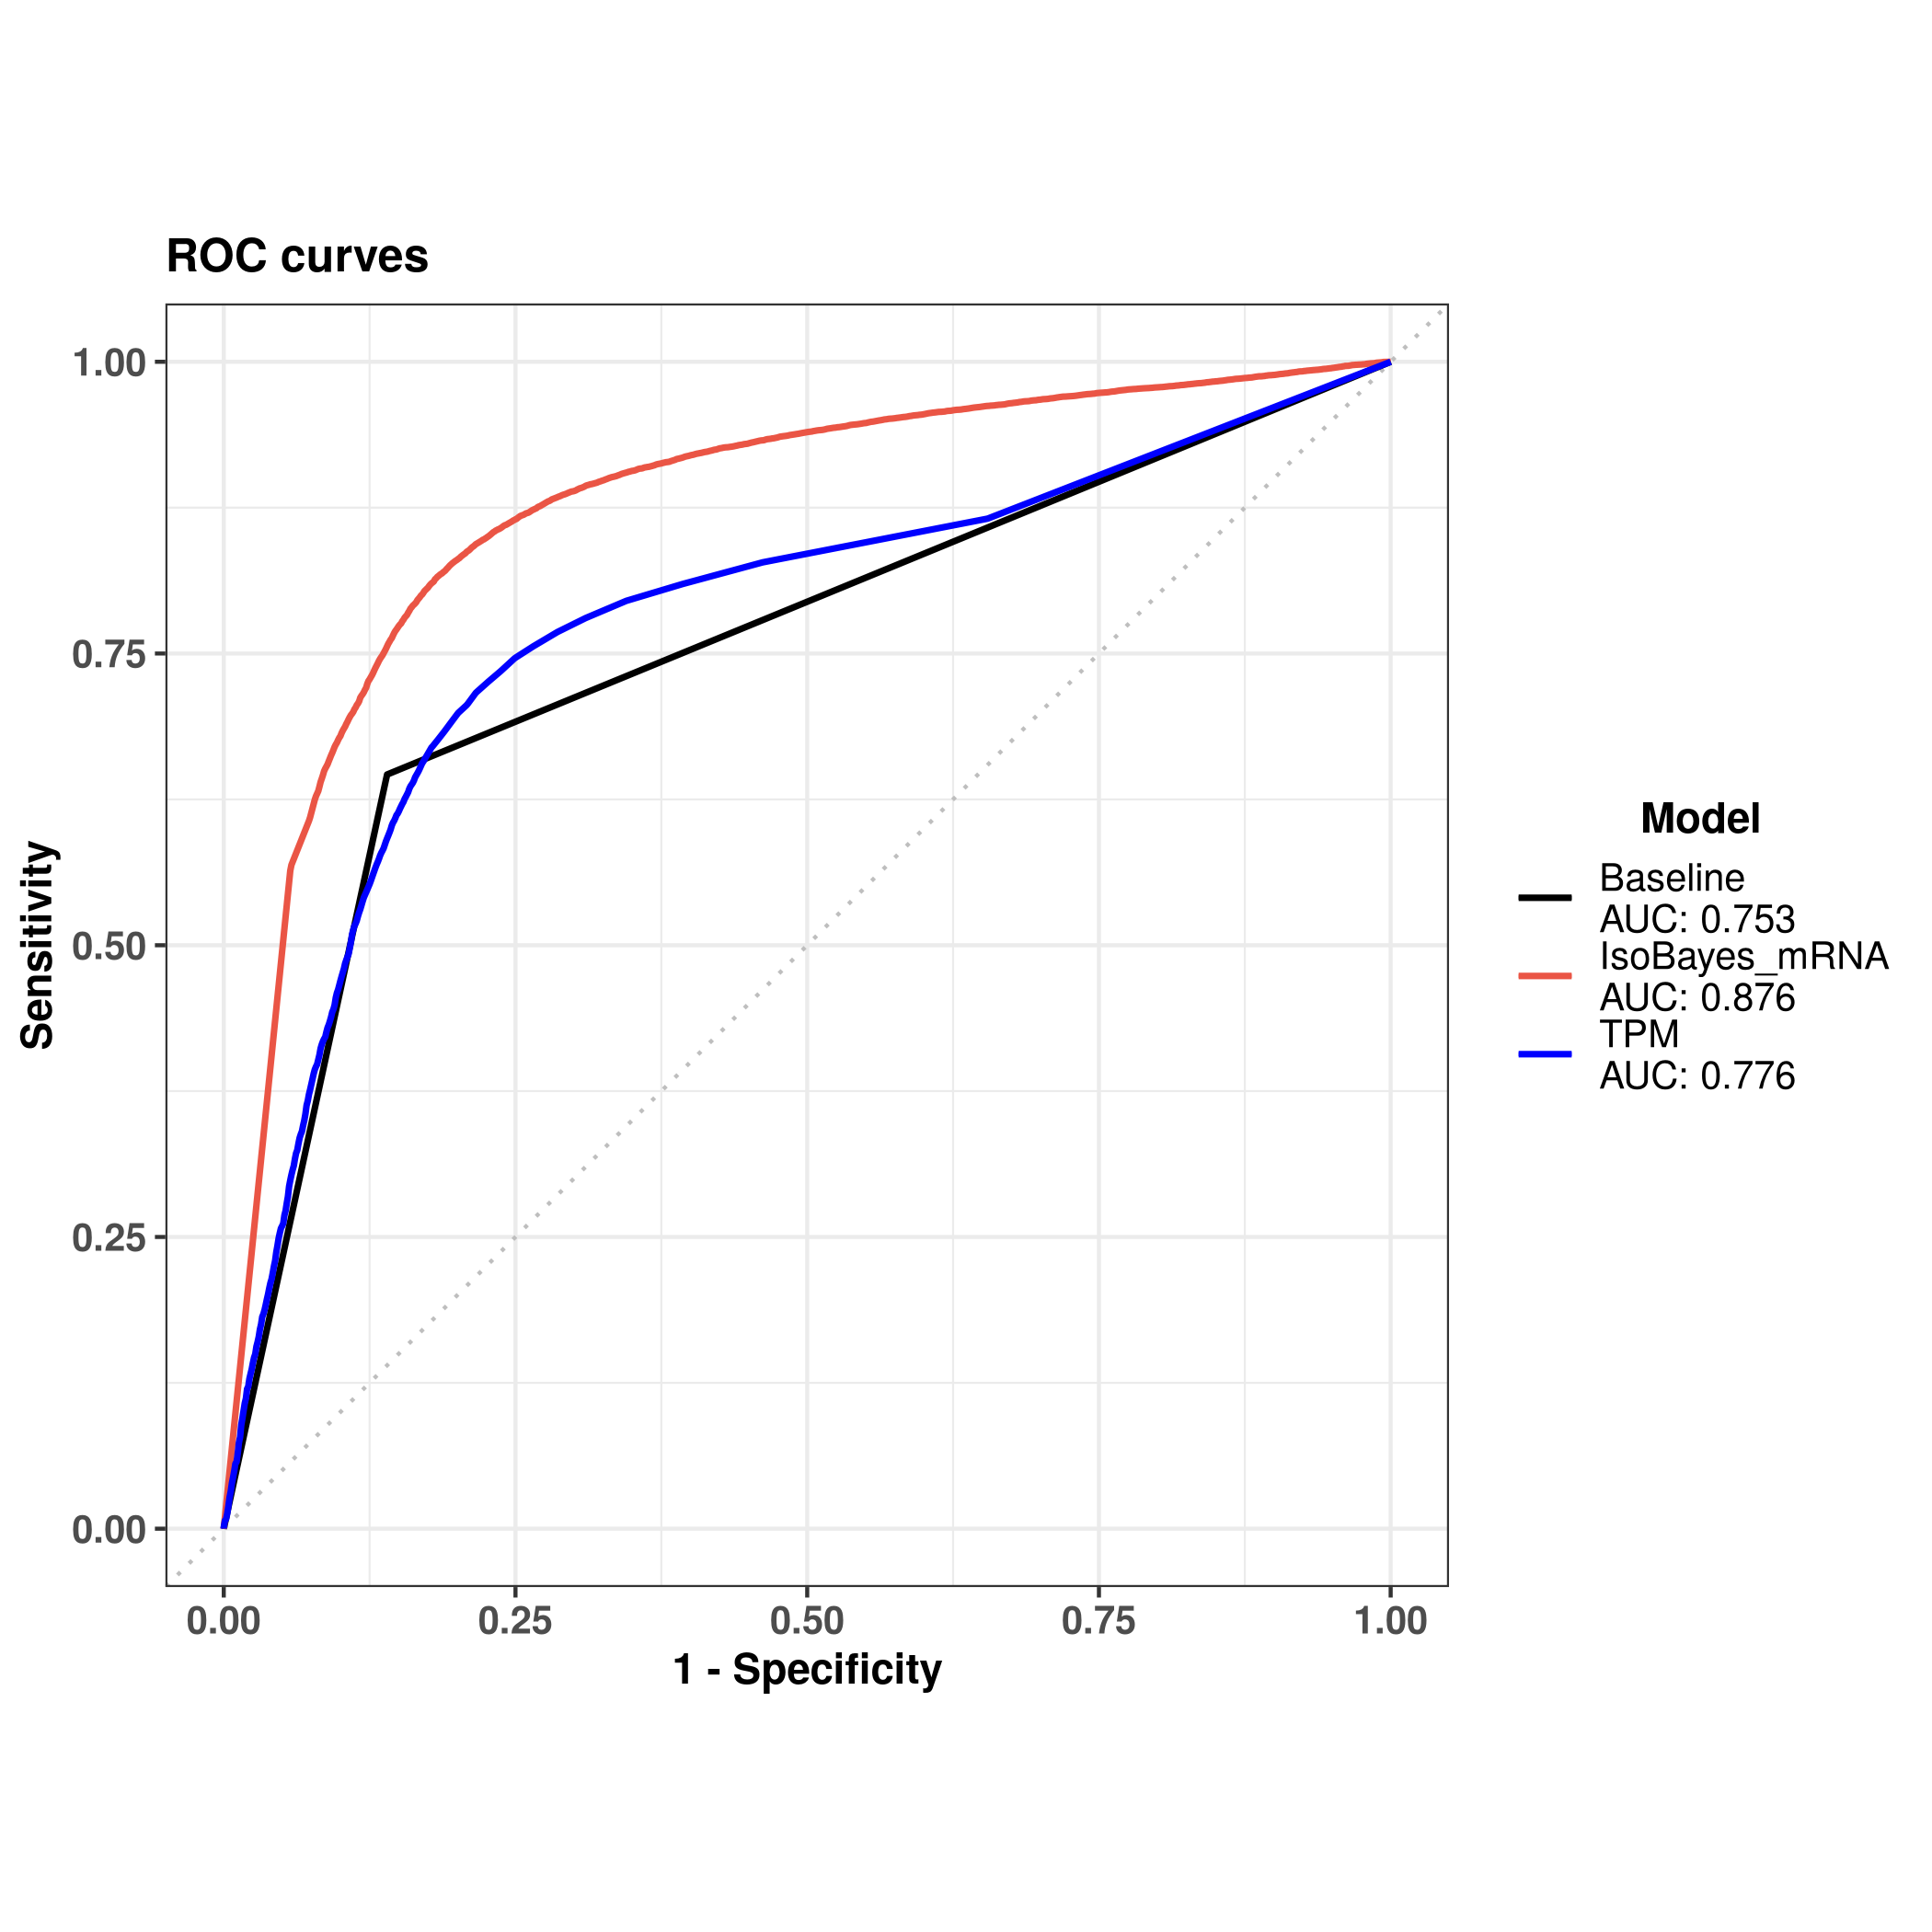 ROC curves
1.00
0.75
0.50
0.25
0.00
Sensitivity
0.00 0.25 0.50 0.75 1.00
1 - Specificity
Model
Baseline
AUC: 0.753
IsoBayes_mRNA
AUC: 0.876
TPM
AUC: 0.776